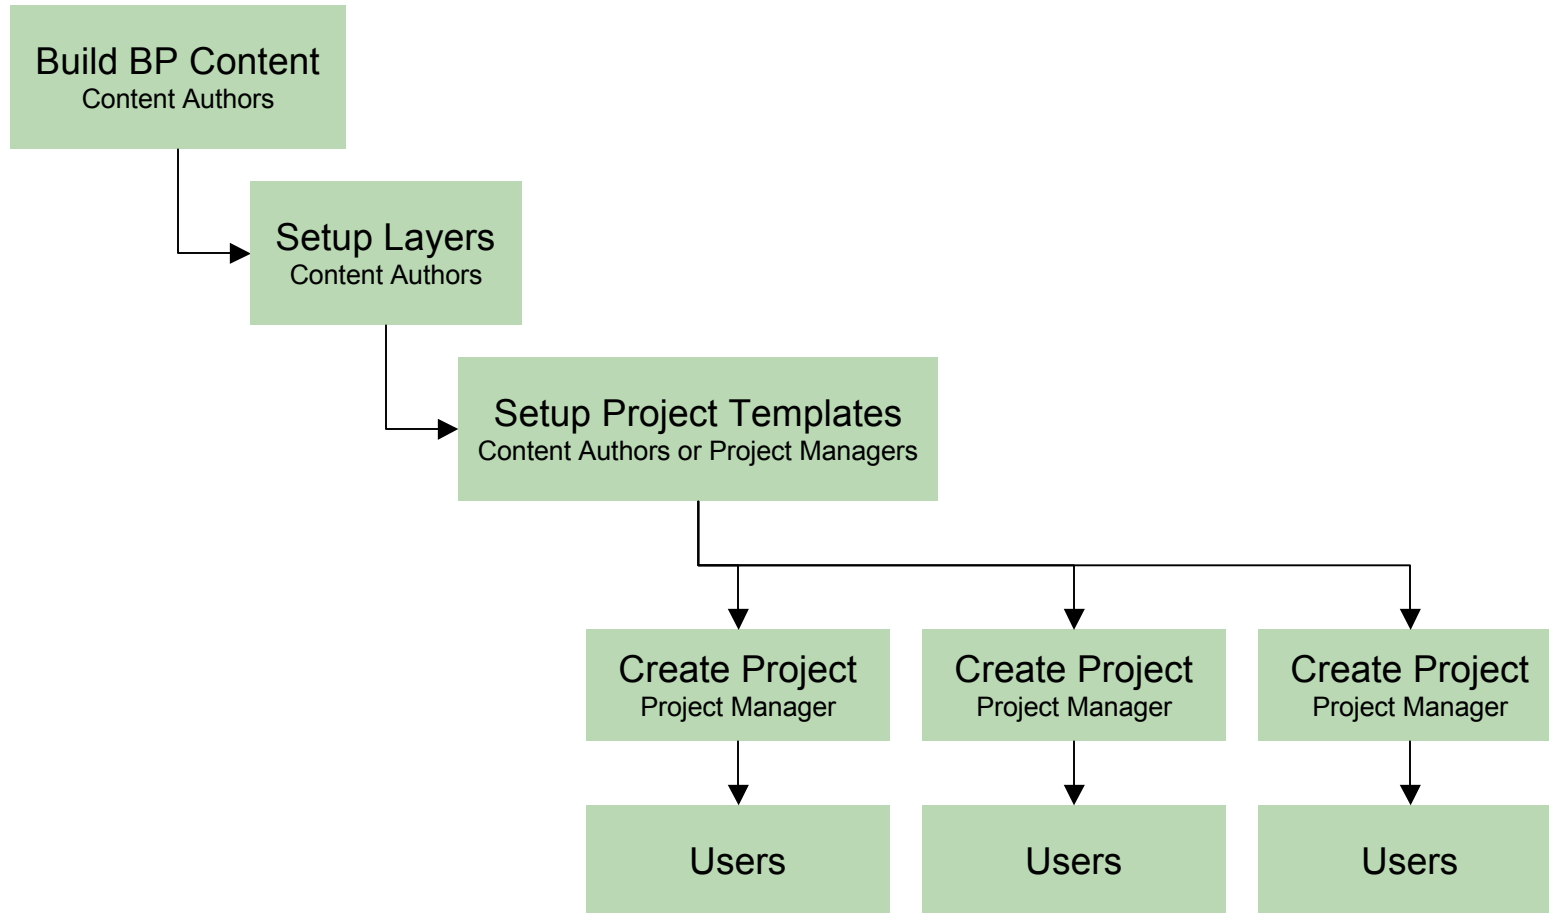 Build BP Content
Content Authors
Setup Layers
Content Authors
Setup Project Templates
Content Authors or Project Managers
Create Project
Project Manager
Create Project
Project Manager
Create Project
Project Manager
Users
Users
Users